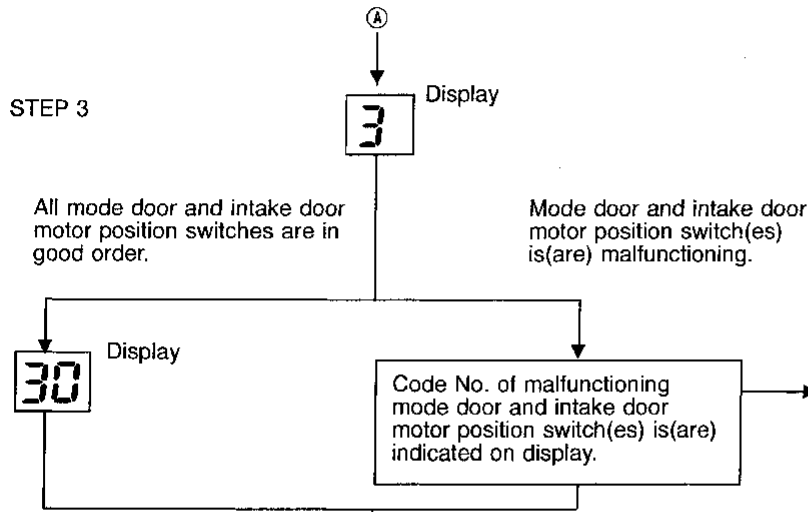 Ⓐ
STEP 3
Display
3
All mode door and intake door
motor position switches are in
good order.
Mode door and intake door
motor position switch(es)
is(are) malfunctioning.
Display
30
Code No. of malfunctioning
mode door and intake door
motor position switch(es) is(are)
indicated on display.